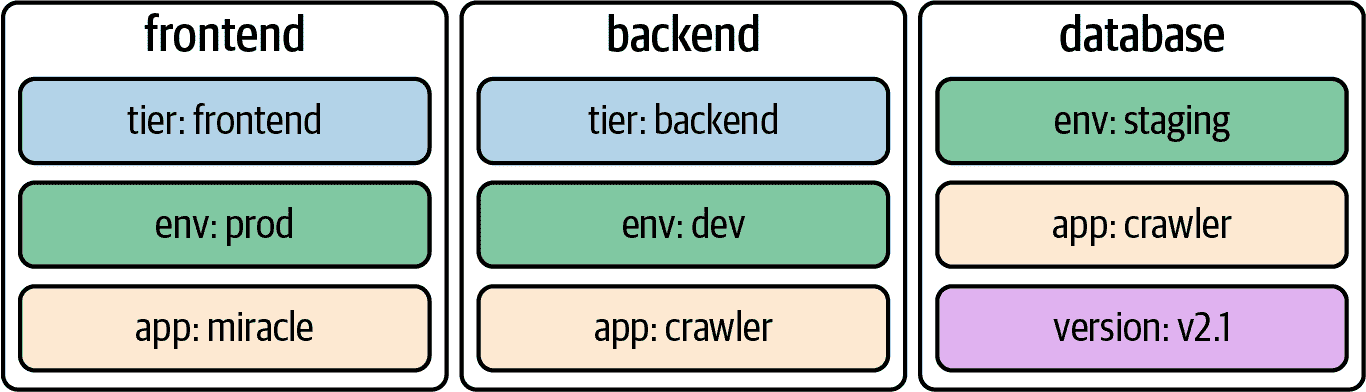 frontend
tier: frontend
env: prod
app: miracle
backend
tier: backend
env: dev
app: crawler
database
env: staging
app: crawler
version: v2.1